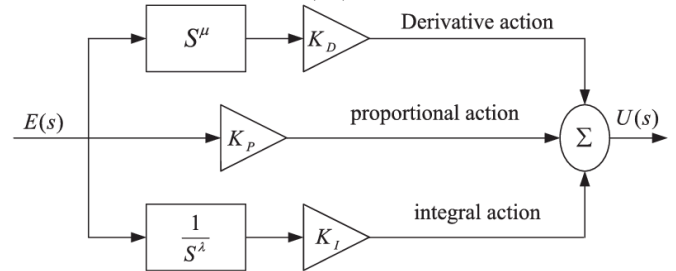 S^μ K_D Derivative action
E(s) K_P proportional action Σ U(s)
1/S^λ K_I integral action